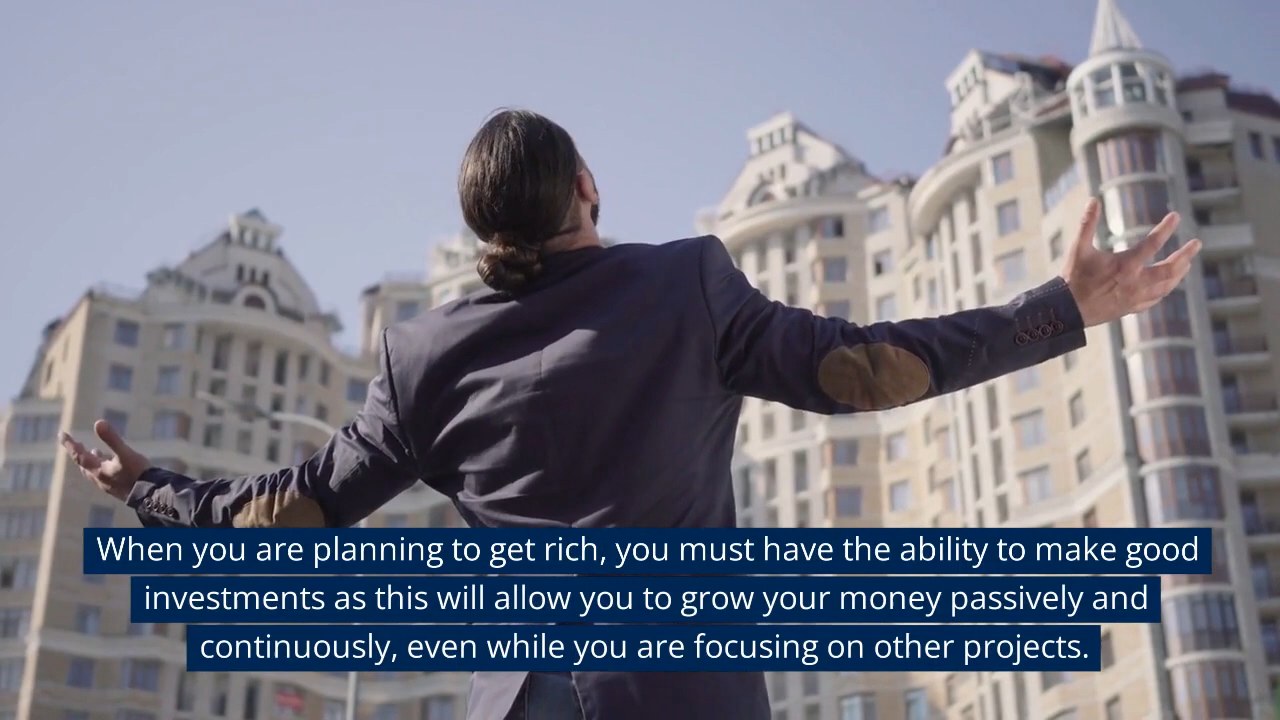 When you are planning to get rich, you must have the ability to make good
investments as this will allow you to grow your money passively and
continuously, even while you are focusing on other projects.